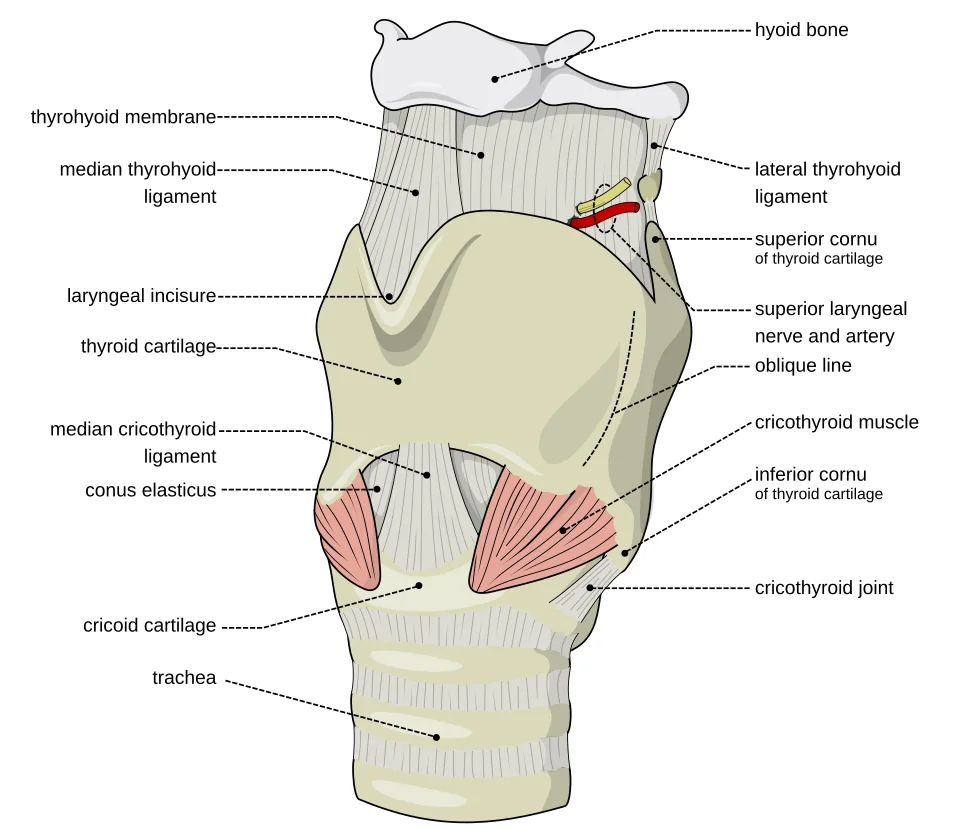 hyoid bone
thyrohyoid membrane
median thyrohyoid
ligament
lateral thyrohyoid
ligament
superior cornu
of thyroid cartilage
laryngeal incisure
superior laryngeal
nerve and artery
thyroid cartilage
oblique line
median cricothyroid
ligament
cricothyroid muscle
conus elasticus
inferior cornu
of thyroid cartilage
cricothyroid joint
cricoid cartilage
trachea